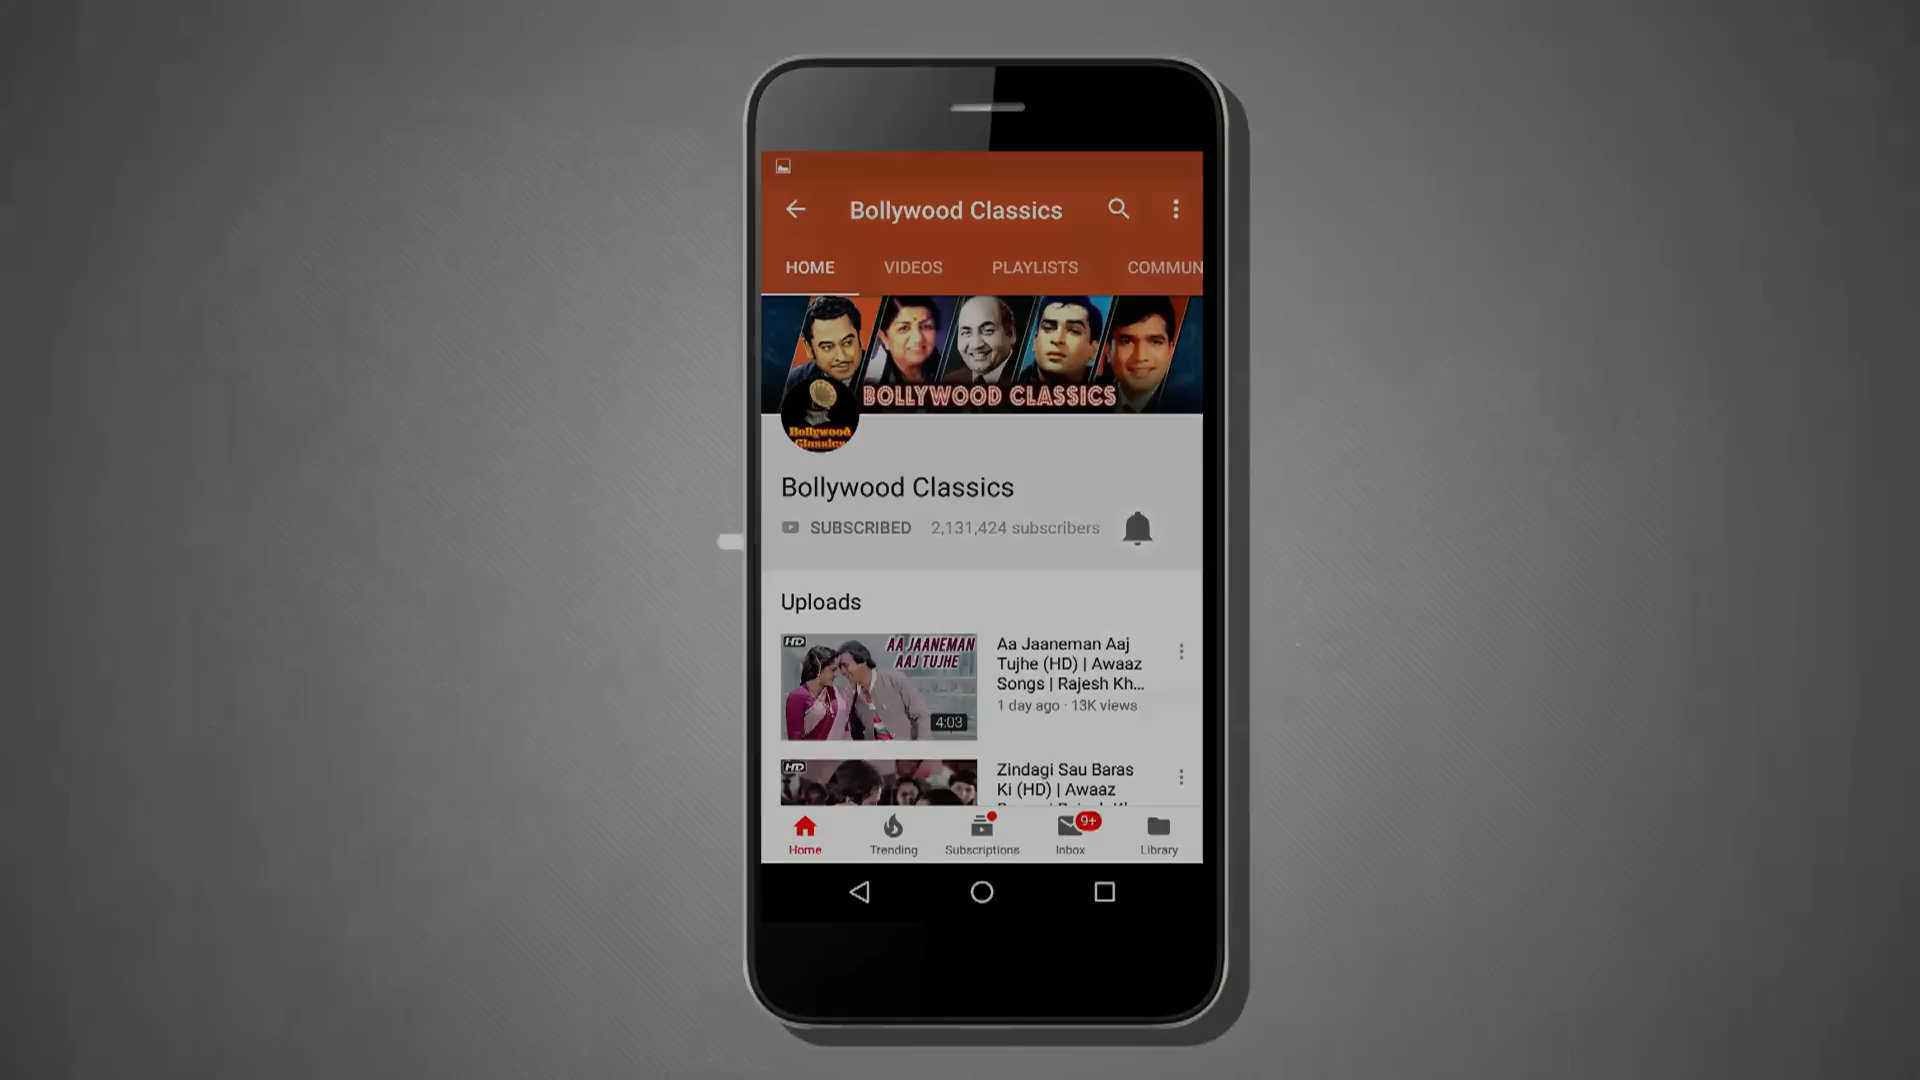 Bollywood Classics
HOME VIDEOS PLAYLISTS COMMUN
BOLLYWOOD CLASSICS
Bollywood
Classics
Bollywood Classics
SUBSCRIBED 2,131,424 subscribers
Uploads
HD
AA JAANEMAN
AAJ TUJHE
4:03
Aa Jaaneman Aaj
Tujhe (HD) | Awaaz
Songs | Rajesh Kh...
1 day ago · 13K views
HD
Zindagi Sau Baras
Ki (HD) | Awaaz
9+
Home Trending Subscriptions Inbox Library